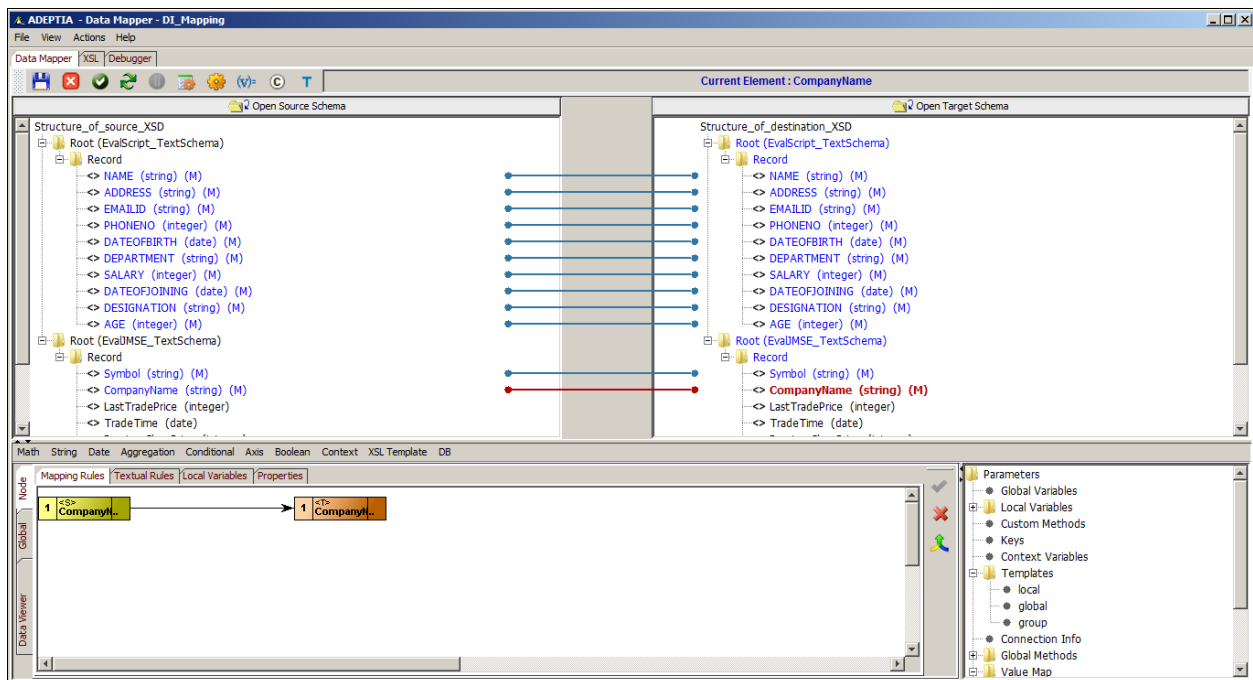 ADEPTIA - Data Mapper - DI_Mapping
File View Actions Help
Data Mapper XSL Debugger
(v)= © T Current Element : CompanyName
Open Source Schema Open Target Schema
Structure_of_source_XSD
Root (EvalScript_TextSchema)
Record
<> NAME (string) (M)
<> ADDRESS (string) (M)
<> EMAILID (string) (M)
<> PHONENO (integer) (M)
<> DATEOFBIRTH (date) (M)
<> DEPARTMENT (string) (M)
<> SALARY (integer) (M)
<> DATEOFJOINING (date) (M)
<> DESIGNATION (string) (M)
<> AGE (integer) (M)
Root (EvalJMSE_TextSchema)
Record
<> Symbol (string) (M)
<> CompanyName (string) (M)
<> LastTradePrice (integer)
<> TradeTime (date)
Structure_of_destination_XSD
Root (EvalScript_TextSchema)
Record
<> NAME (string) (M)
<> ADDRESS (string) (M)
<> EMAILID (string) (M)
<> PHONENO (integer) (M)
<> DATEOFBIRTH (date) (M)
<> DEPARTMENT (string) (M)
<> SALARY (integer) (M)
<> DATEOFJOINING (date) (M)
<> DESIGNATION (string) (M)
<> AGE (integer) (M)
Root (EvalJMSE_TextSchema)
Record
<> Symbol (string) (M)
<> CompanyName (string) (M)
<> LastTradePrice (integer)
<> TradeTime (date)
Math String Date Aggregation Conditional Axis Boolean Context XSL Template DB
Node
Global
Data Viewer
Mapping Rules Textual Rules Local Variables Properties
1 <S> CompanyN..
1 <T> CompanyN..
Parameters
Global Variables
Local Variables
Custom Methods
Keys
Context Variables
Templates
local
global
group
Connection Info
Global Methods
Value Map